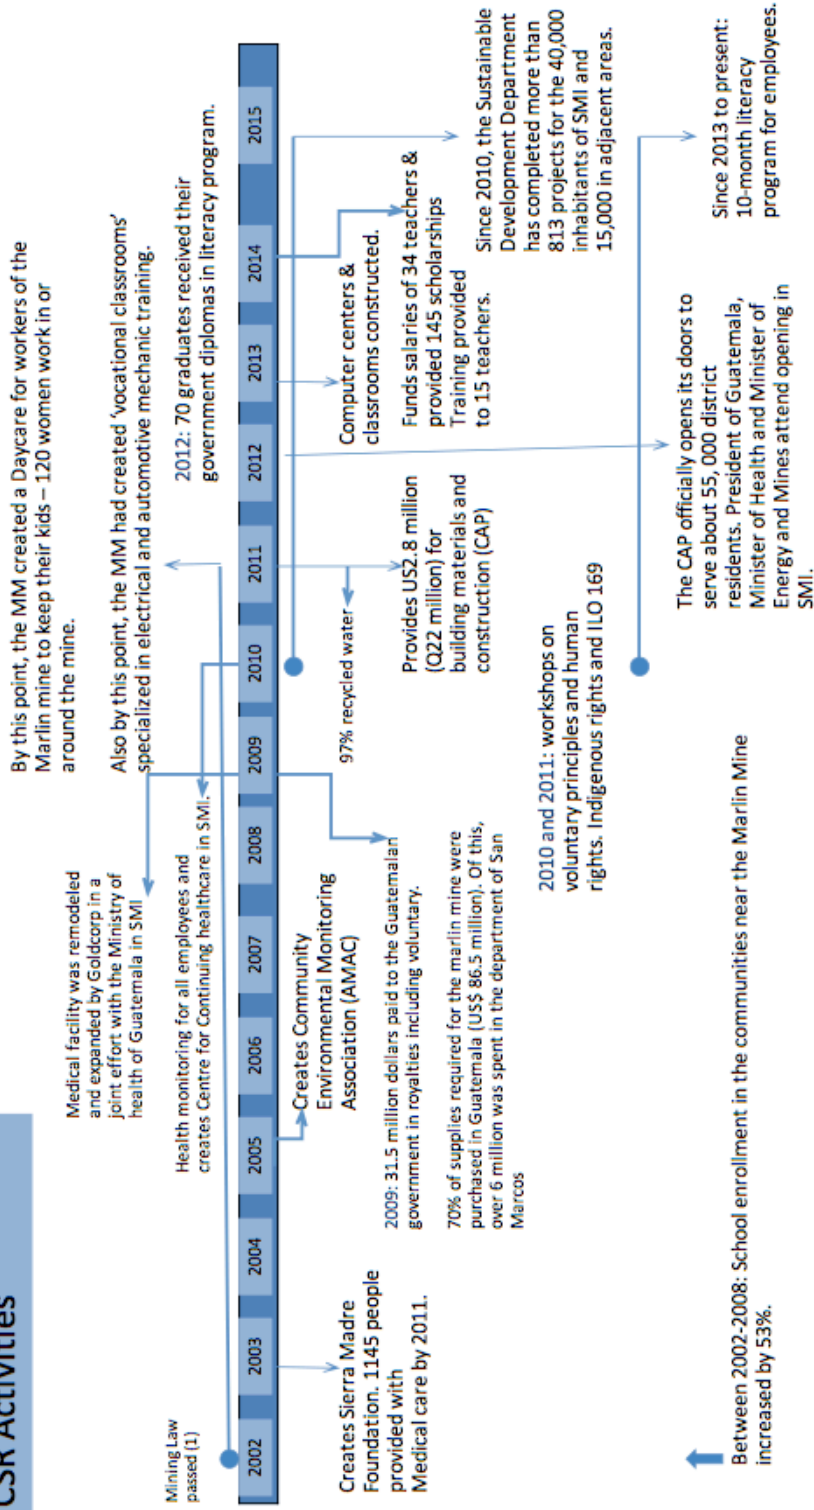 CSR Activities
By this point, the MM created a Daycare for workers of the
Marlin mine to keep their kids – 120 women work in or
around the mine.
Also by this point, the MM had created ‘vocational classrooms’
specialized in electrical and automotive mechanic training.
Medical facility was remodeled
and expanded by Goldcorp in a
joint effort with the Ministry of
health of Guatemala in SMI
Health monitoring for all employees and
creates Centre for Continuing healthcare in SMI.
2012: 70 graduates received their
government diplomas in literacy program.
Mining Law
passed (1)
2002 2003 2004 2005 2006 2007 2008 2009 2010 2011 2012 2013 2014 2015
Creates Sierra Madre
Foundation. 1145 people
provided with
Medical care by 2011.
Creates Community
Environmental Monitoring
Association (AMAC)
2009: 31.5 million dollars paid to the Guatemalan
government in royalties including voluntary.
70% of supplies required for the marlin mine were
purchased in Guatemala (US$ 86.5 million). Of this,
over 6 million was spent in the department of San
Marcos
97% recycled water
Provides US2.8 million
(Q22 million) for
building materials and
construction (CAP)
Computer centers &
classrooms constructed.
Funds salaries of 34 teachers &
provided 145 scholarships
Training provided
to 15 teachers.
Since 2010, the Sustainable
Development Department
has completed more than
813 projects for the 40,000
inhabitants of SMI and
15,000 in adjacent areas.
2010 and 2011: workshops on
voluntary principles and human
rights. Indigenous rights and ILO 169
The CAP officially opens its doors to
serve about 55, 000 district
residents. President of Guatemala,
Minister of Health and Minister of
Energy and Mines attend opening in
SMI.
Since 2013 to present:
10-month literacy
program for employees.
Between 2002-2008: School enrollment in the communities near the Marlin Mine
increased by 53%.